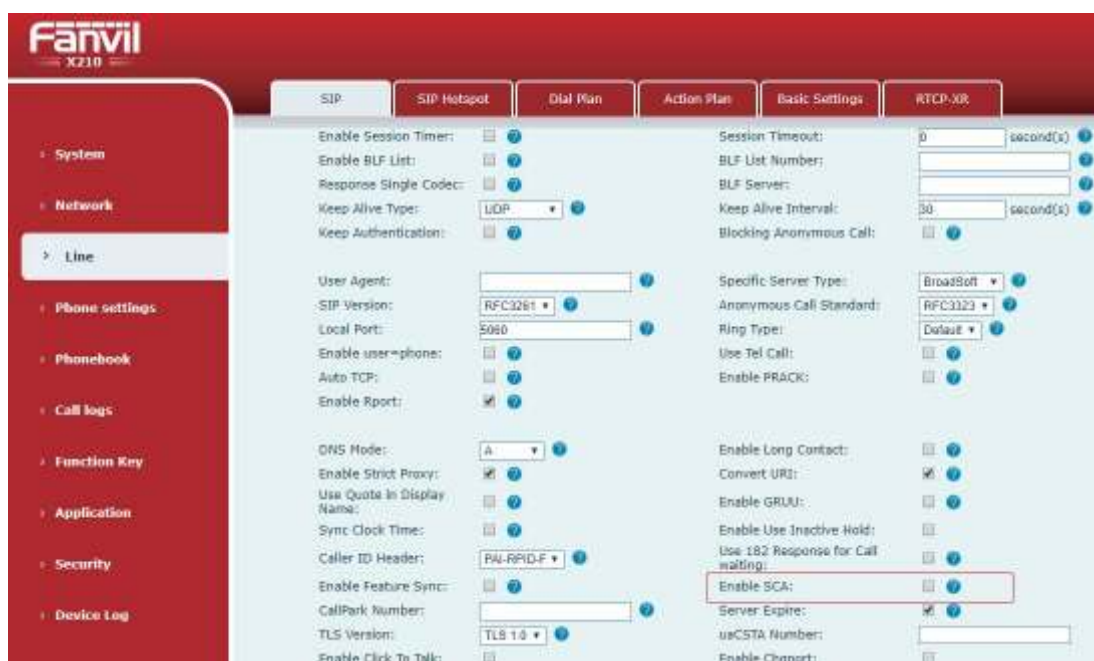 Fanvil
X210
SIP SIP Hotspot Dial Plan Action Plan Basic Settings RTCP-XR
System
Network
Line
Phone settings
Phonebook
Call logs
Function Key
Application
Security
Device Log
Enable Session Timer: Session Timeout: 0 second(s)
Enable BLF List: BLF List Number:
Response Single Codec: BLF Server:
Keep Alive Type: UDP Keep Alive Interval: 30 second(s)
Keep Authentication: Blocking Anonymous Call:
User Agent: Specific Server Type: BroadSoft
SIP Version: RFC3261 Anonymous Call Standard: RFC3323
Local Port: 5060 Ring Type: Default
Enable user=phone: Use Tel Call:
Auto TCP: Enable PRACK:
Enable Rport:
DNS Mode: A Enable Long Contact:
Enable Strict Proxy: Convert URI:
Use Quote in Display
Name: Enable GRUU:
Sync Clock Time: Enable Use Inactive Hold:
Caller ID Header: PAI-RPID-F Use 182 Response for Call
waiting:
Enable Feature Sync: Enable SCA:
CallPark Number: Server Expire:
TLS Version: TLS 1.0 uaCSTA Number:
Enable Click To Talk: Enable Chgport: